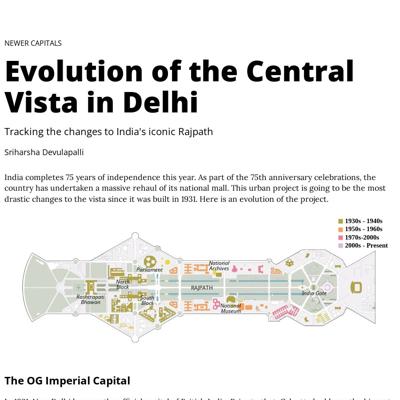 NEWER CAPITALS
Evolution of the Central
Vista in Delhi
Tracking the changes to India's iconic Rajpath
Sriharsha Devulapalli
India completes 75 years of independence this year. As part of the 75th anniversary celebrations, the
country has undertaken a massive rehaul of its national mall. This urban project is going to be the most
drastic changes to the vista since it was built in 1931. Here is an evolution of the project.
1930s - 1940s
1950s - 1960s
1970s-2000s
2000s - Present
Parliament
National
Archives
North
Block
RAJPATH
India Gate
Rashtrapati
Bhawan
South
Block
National
Museum
The OG Imperial Capital